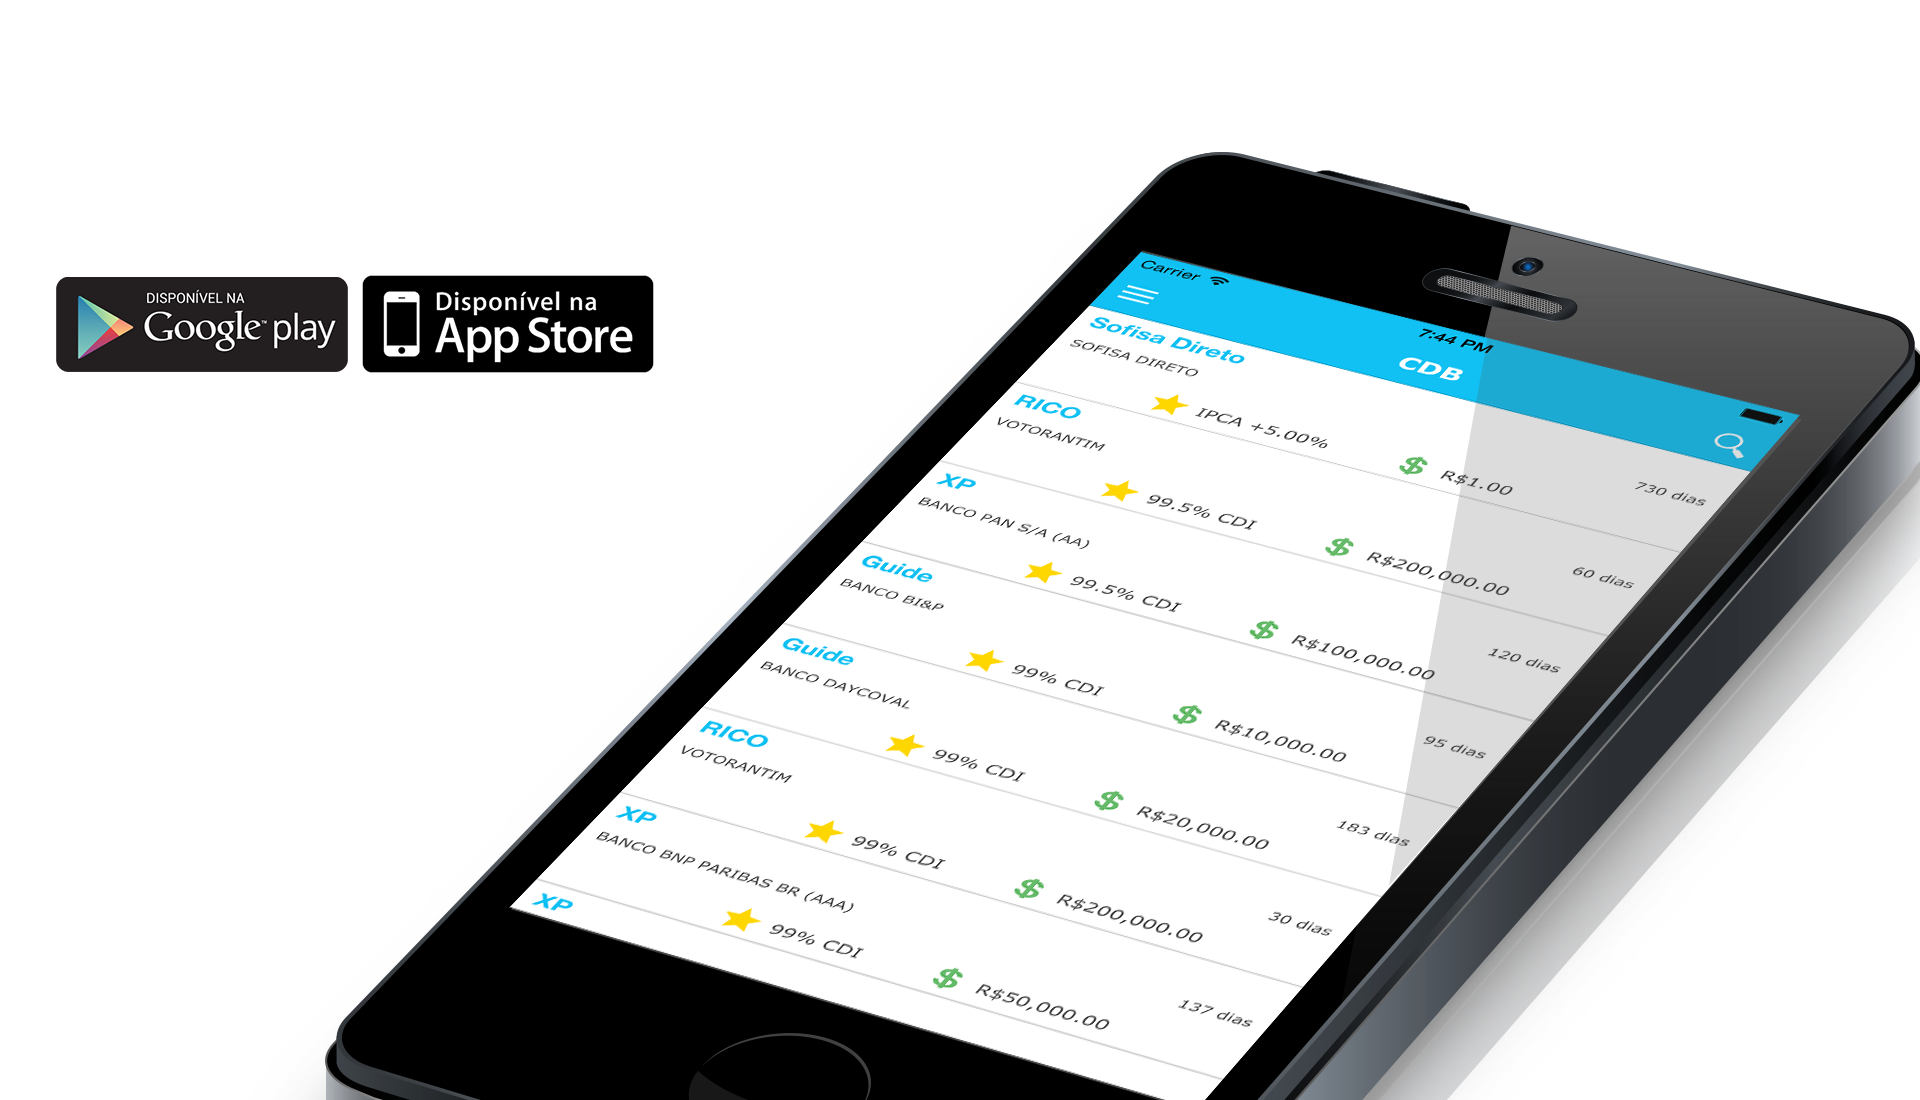 DISPONÍVEL NA
Google™ play
Disponível na
App Store
Carrier
7:44 PM
CDB
Sofisa Direto
SOFISA DIRETO
IPCA +5.00%
$ R$1.00
730 dias
RICO
VOTORANTIM
99.5% CDI
$ R$200,000.00
60 dias
XP
BANCO PAN S/A (AA)
99.5% CDI
$ R$100,000.00
120 dias
Guide
BANCO BI&P
99% CDI
$ R$10,000.00
95 dias
Guide
BANCO DAYCOVAL
99% CDI
$ R$20,000.00
183 dias
RICO
VOTORANTIM
99% CDI
$ R$200,000.00
30 dias
XP
BANCO BNP PARIBAS BR (AAA)
99% CDI
$ R$50,000.00
137 dias
XP